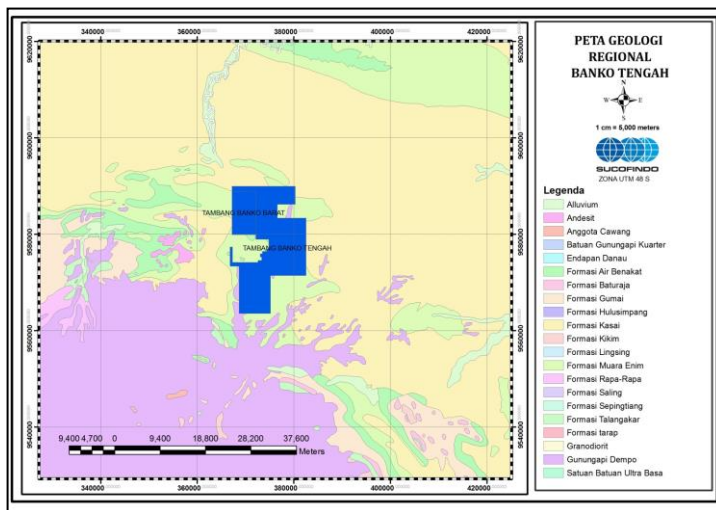 340000 360000 380000 400000 420000
9620000 9620000
9600000 9600000
9580000 9580000
9560000 9560000
9540000 9540000
TAMBANG BANKO BARAT
TAMBANG BANKO TENGAH
9,400 4,700 0 9,400 18,800 28,200 37,600
Meters
340000 360000 380000 400000 420000
PETA GEOLOGI
REGIONAL
BANKO TENGAH
N
W E
S
1 cm = 5,000 meters
SUCOFINDO
ZONA UTM 48 S
Legenda
Alluvium
Andesit
Anggota Cawang
Batuan Gunungapi Kuarter
Endapan Danau
Formasi Air Benakat
Formasi Baturaja
Formasi Gumai
Formasi Hulusimpang
Formasi Kasai
Formasi Kikim
Formasi Lingsing
Formasi Muara Enim
Formasi Rapa-Rapa
Formasi Saling
Formasi Sepingtiang
Formasi Talangakar
Formasi tarap
Granodiorit
Gunungapi Dempo
Satuan Batuan Ultra Basa